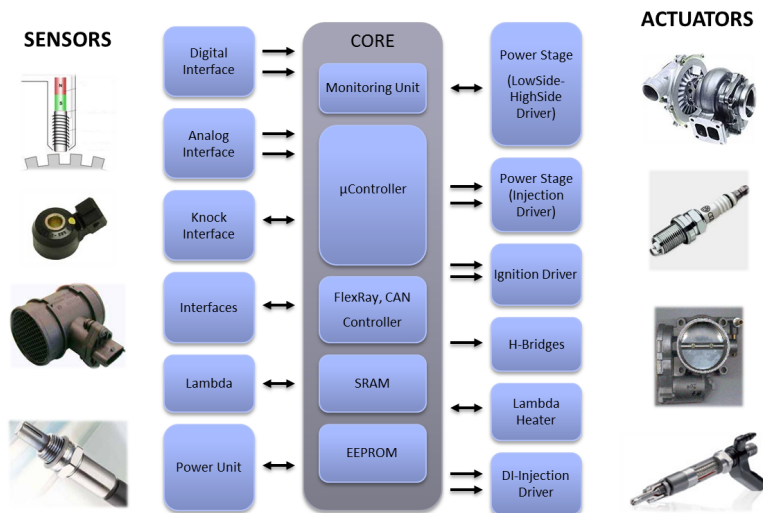 SENSORS
ACTUATORS
Digital
Interface
Analog
Interface
Knock
Interface
Interfaces
Lambda
Power Unit
CORE
Monitoring Unit
µController
FlexRay, CAN
Controller
SRAM
EEPROM
Power Stage
(LowSide-
HighSide
Driver)
Power Stage
(Injection
Driver)
Ignition Driver
H-Bridges
Lambda
Heater
DI-Injection
Driver